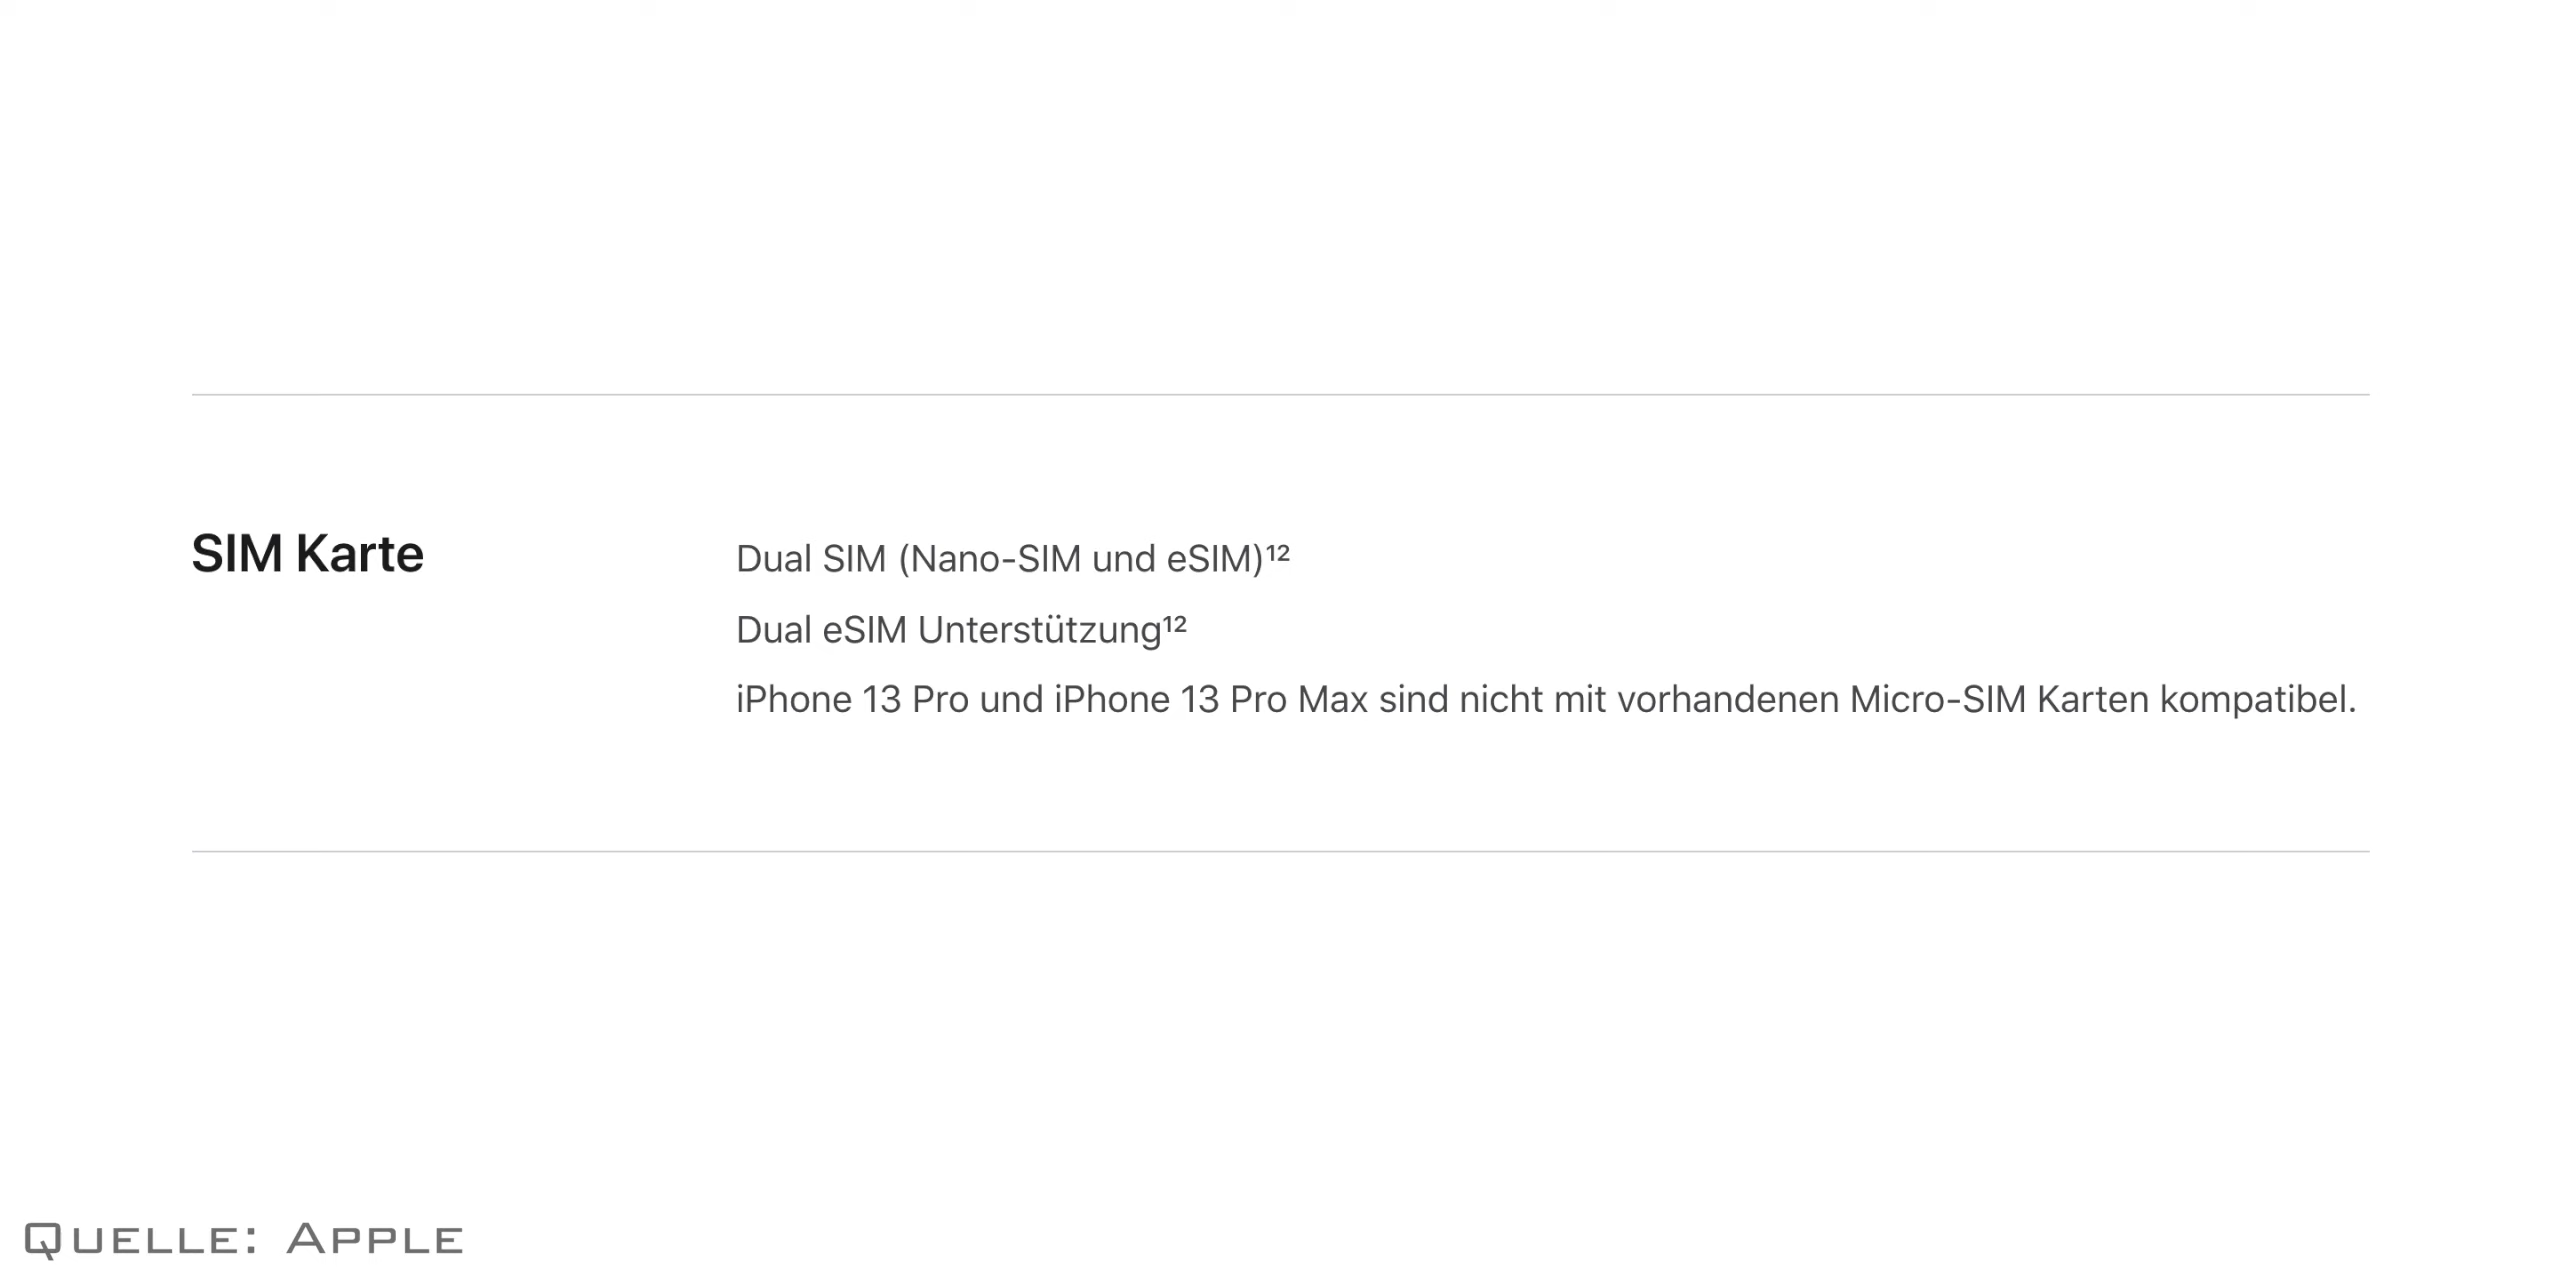 SIM Karte
Dual SIM (Nano-SIM und eSIM)¹²
Dual eSIM Unterstützung¹²
iPhone 13 Pro und iPhone 13 Pro Max sind nicht mit vorhandenen Micro-SIM Karten kompatibel.
Quelle: Apple